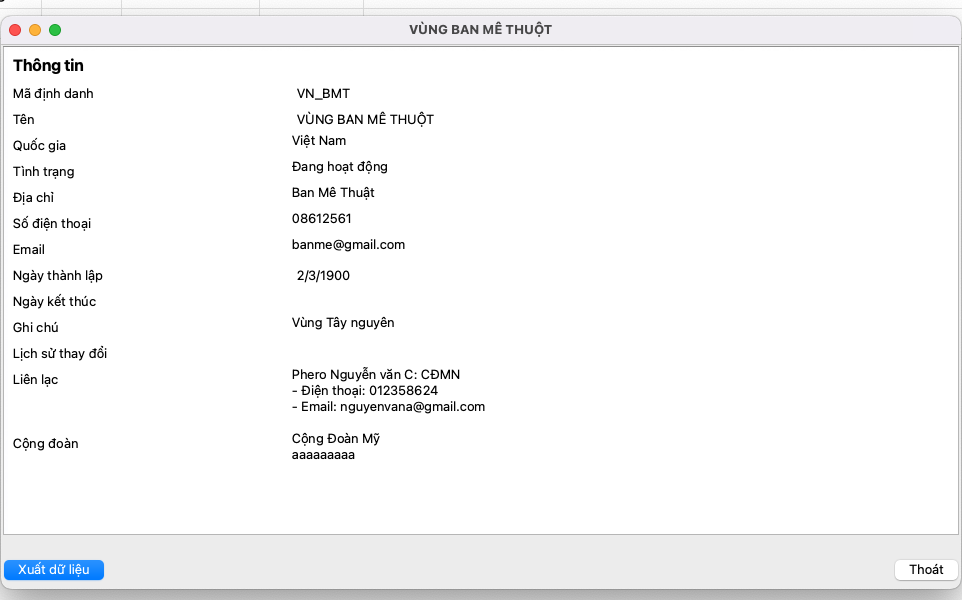 VÙNG BAN MÊ THUỘT
Thông tin
Mã định danh VN_BMT
Tên VÙNG BAN MÊ THUỘT
Quốc gia Việt Nam
Tình trạng Đang hoạt động
Địa chỉ Ban Mê Thuật
Số điện thoại 08612561
Email banme@gmail.com
Ngày thành lập 2/3/1900
Ngày kết thúc
Ghi chú Vùng Tây nguyên
Lịch sử thay đổi
Liên lạc Phero Nguyễn văn C: CĐMN
- Điện thoại: 012358624
- Email: nguyenvana@gmail.com
Cộng đoàn Cộng Đoàn Mỹ
aaaaaaaaa
Xuất dữ liệu Thoát